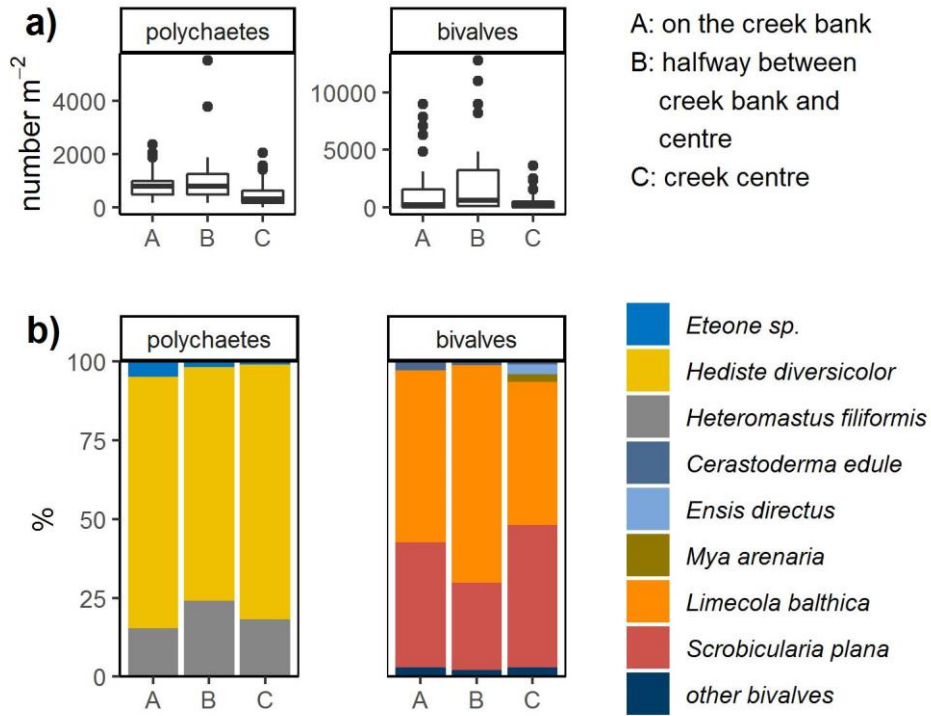 a)
polychaetes
bivalves
number m⁻²
4000
2000
0
10000
5000
0
A B C
A B C
A: on the creek bank
B: halfway between
creek bank and
centre
C: creek centre
b)
polychaetes
bivalves
%
100
75
50
25
0
A B C
A B C
Eteone sp.
Hediste diversicolor
Heteromastus filiformis
Cerastoderma edule
Ensis directus
Mya arenaria
Limecola balthica
Scrobicularia plana
other bivalves